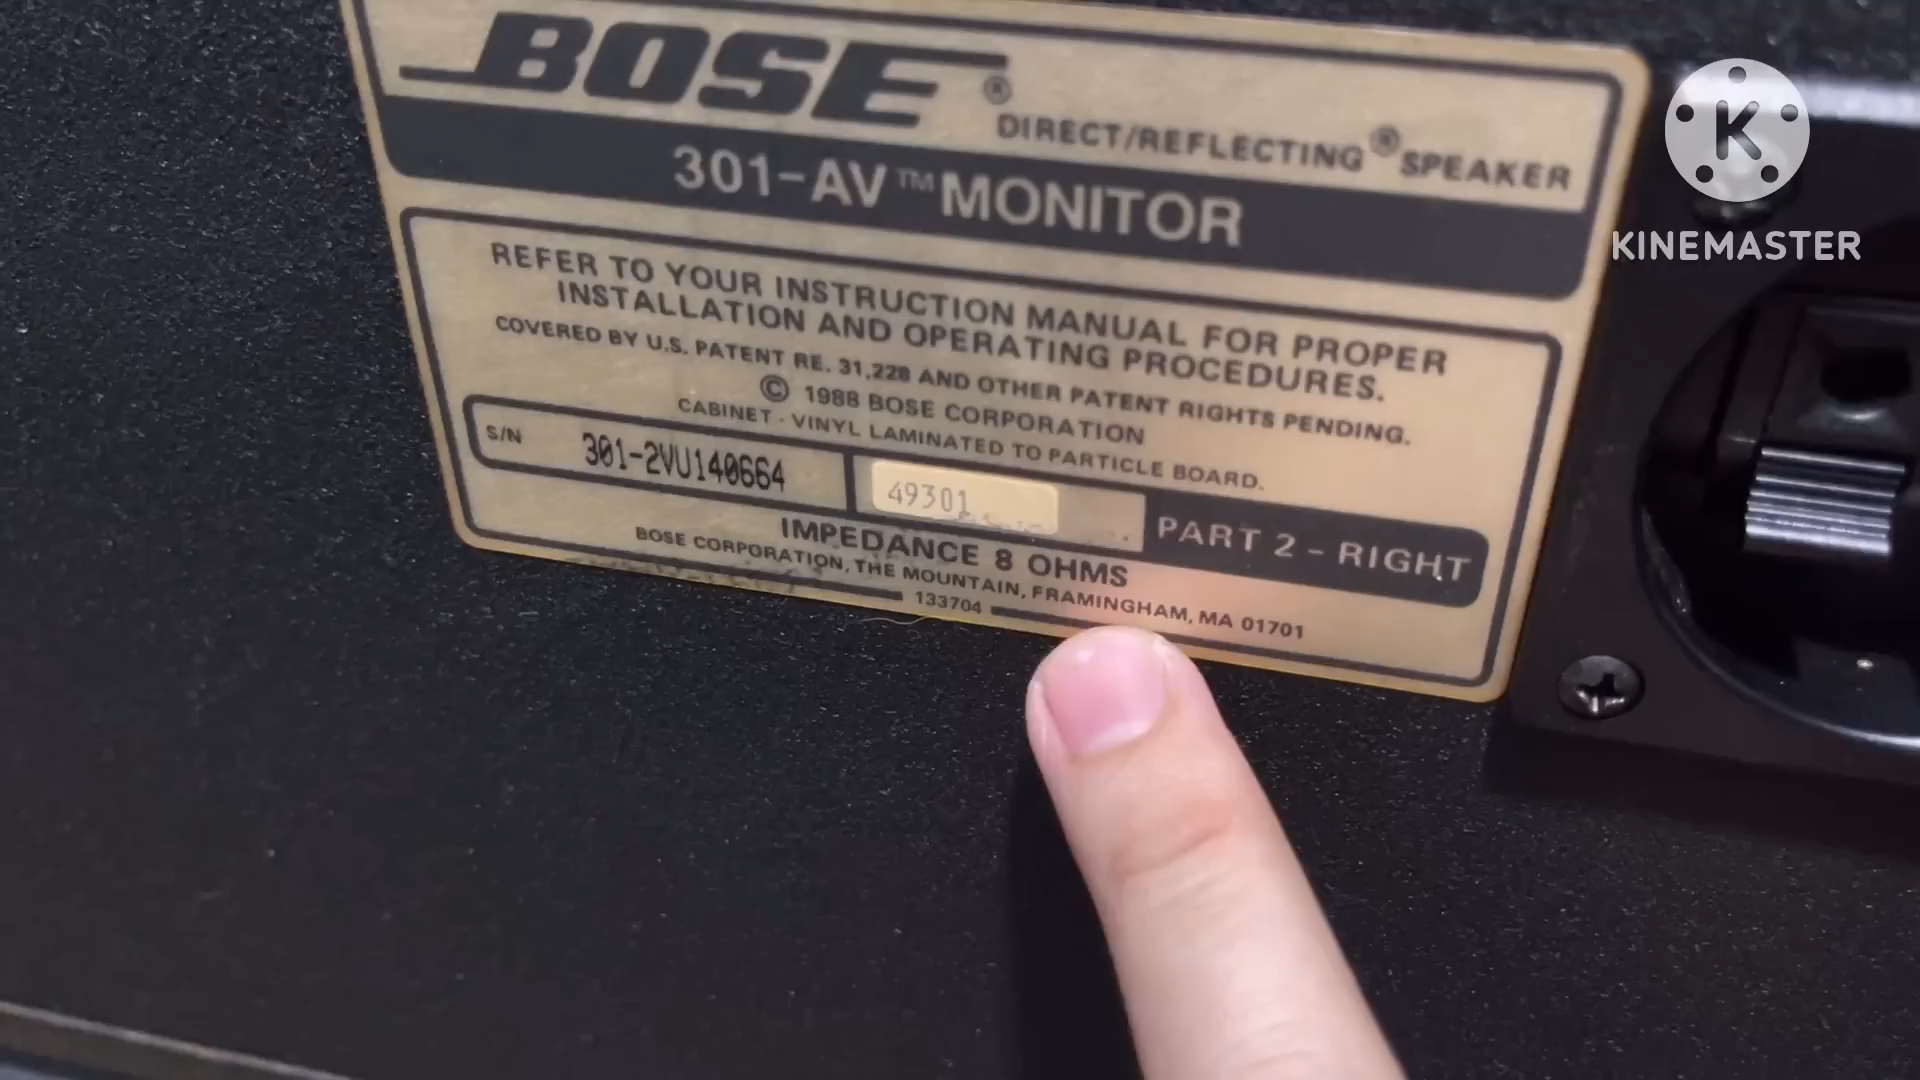 BOSE®
DIRECT/REFLECTING® SPEAKER
301-AV™ MONITOR
REFER TO YOUR INSTRUCTION MANUAL FOR PROPER
INSTALLATION AND OPERATING PROCEDURES.
COVERED BY U.S. PATENT RE. 31,228 AND OTHER PATENT RIGHTS PENDING.
© 1988 BOSE CORPORATION
CABINET - VINYL LAMINATED TO PARTICLE BOARD.
S/N 301-2VU140664 49301 PART 2 - RIGHT
IMPEDANCE 8 OHMS
BOSE CORPORATION, THE MOUNTAIN, FRAMINGHAM, MA 01701
133704
K
KINEMASTER